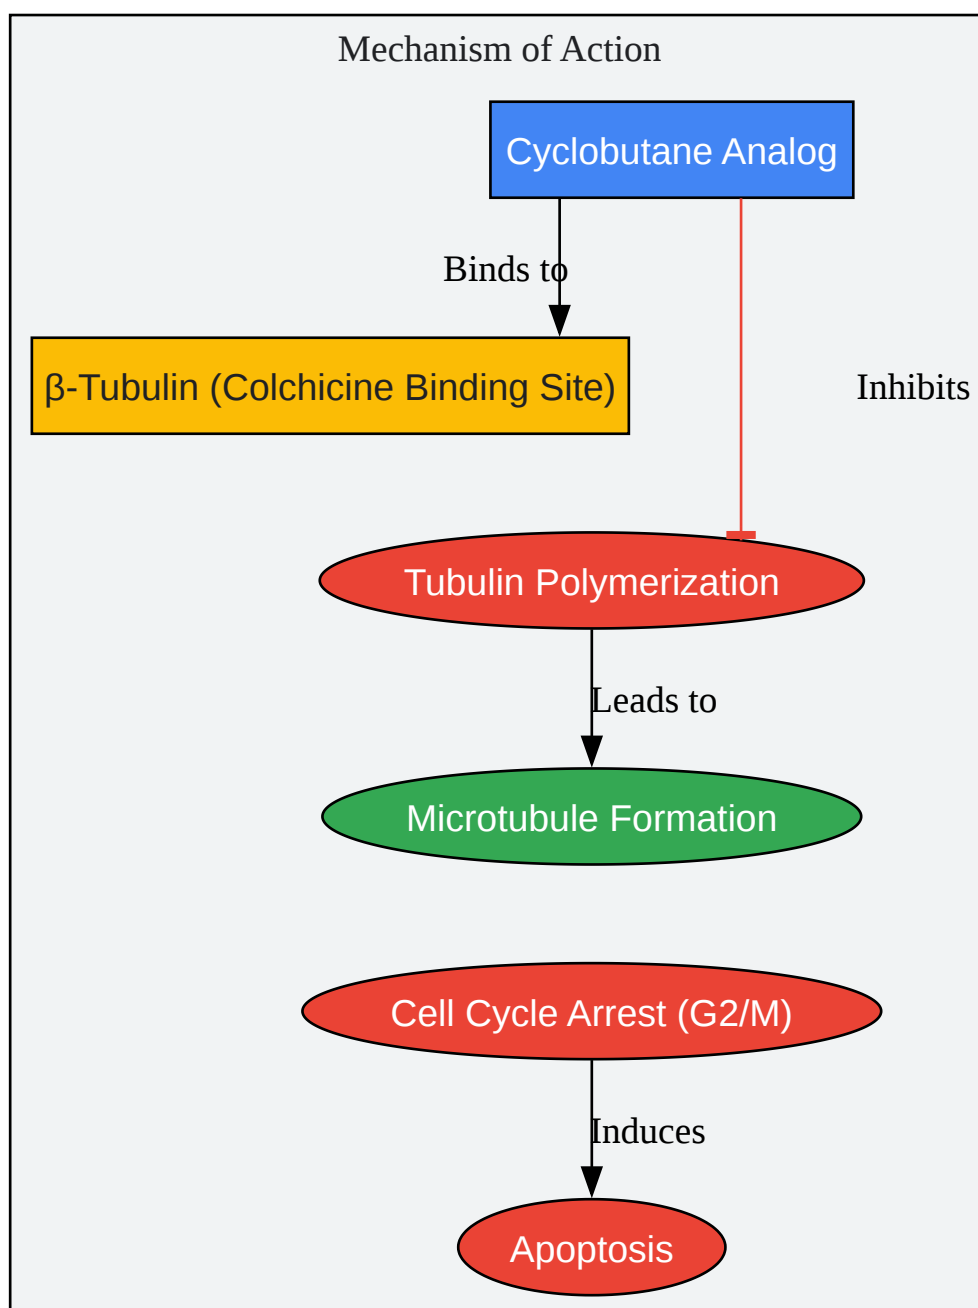 Mechanism of Action
Cyclobutane Analog
Binds to
β-Tubulin (Colchicine Binding Site)
Inhibits
Tubulin Polymerization
Leads to
Microtubule Formation
Cell Cycle Arrest (G2/M)
Induces
Apoptosis